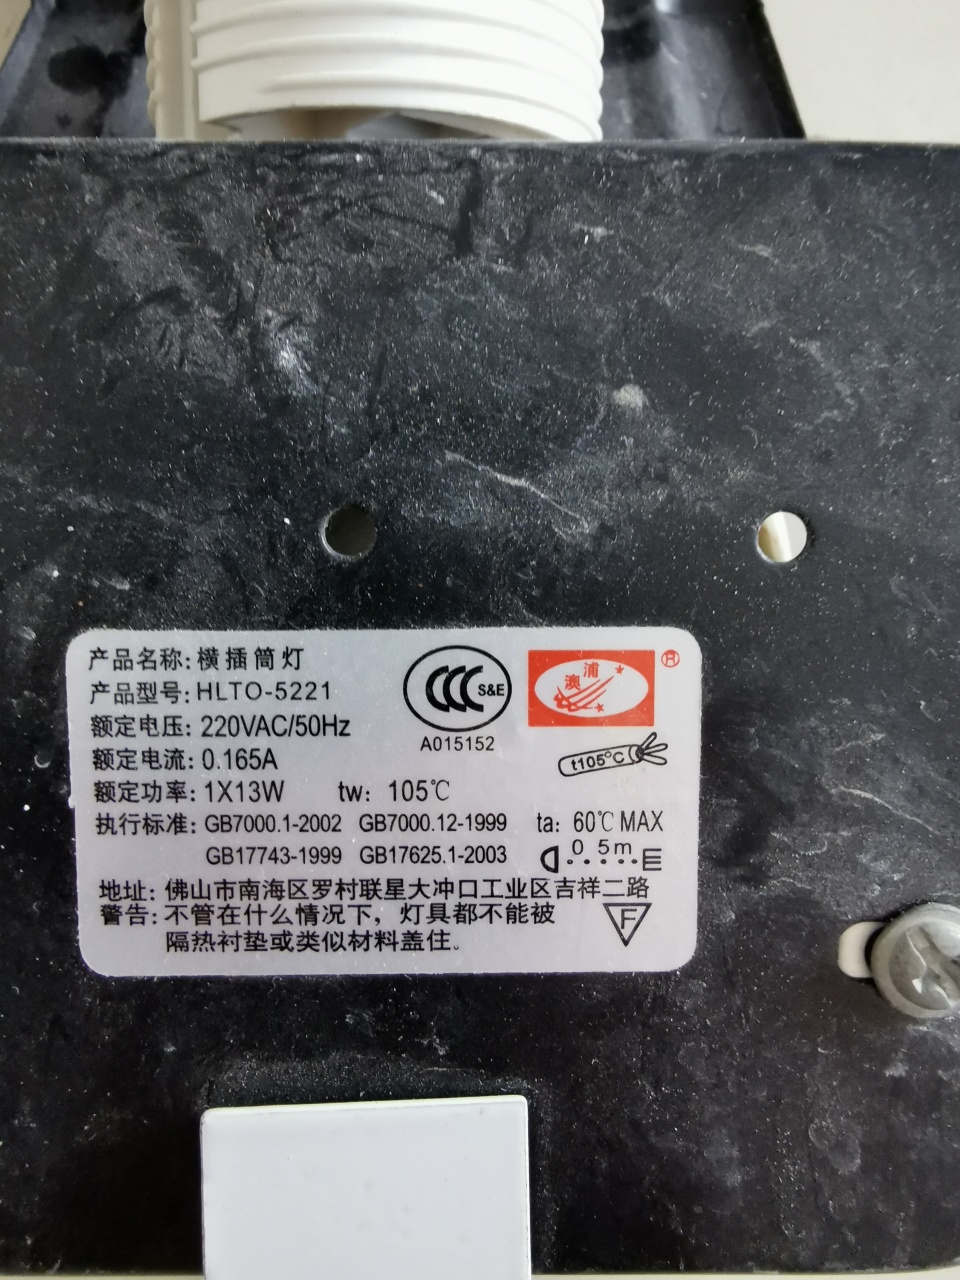 产品名称: 横插筒灯
产品型号: HLTO-5221
额定电压: 220VAC/50Hz
额定电流: 0.165A
额定功率: 1X13W tw: 105℃
执行标准: GB7000.1-2002 GB7000.12-1999 ta: 60℃ MAX
GB17743-1999 GB17625.1-2003
0 5m
地址: 佛山市南海区罗村联星大冲口工业区吉祥二路
警告: 不管在什么情况下, 灯具都不能被
隔热衬垫或类似材料盖住。
F
CCC S&E
A015152
澳浦
®
t105°C